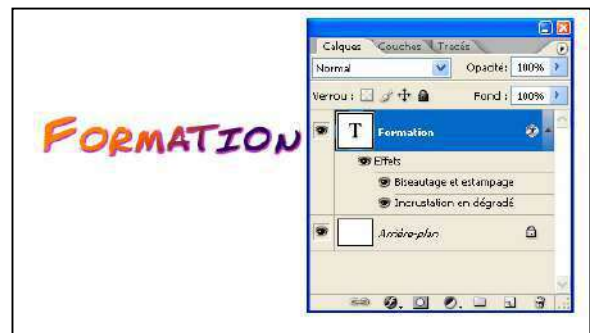 FORMATION
Calques Couches Tracés
Normal Opacité: 100%
Verrou : Fond : 100%
T Formation
Effets
Biseautage et estampage
Incrustation en dégradé
Arrière-plan